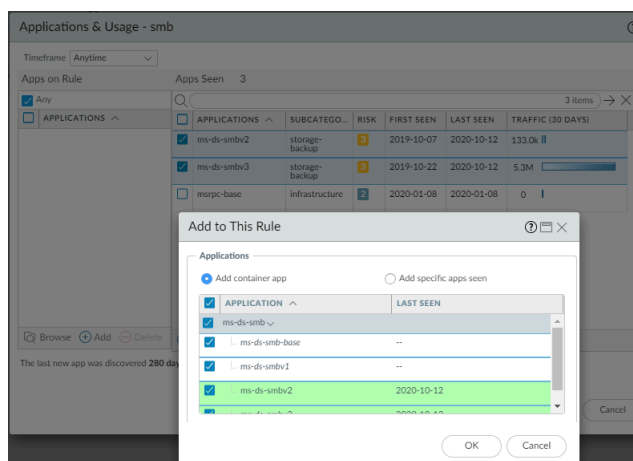 Applications & Usage - smb
Timeframe Anytime
Apps on Rule
Apps Seen 3
Any
3 items
APPLICATIONS
APPLICATIONS SUBCATEGO... RISK FIRST SEEN LAST SEEN TRAFFIC (30 DAYS)
ms-ds-smbv2 storage-backup 3 2019-10-07 2020-10-12 133.0k
ms-ds-smbv3 storage-backup 3 2019-10-22 2020-10-12 5.3M
msrpc-base infrastructure 2 2020-01-08 2020-01-08 0
Add to This Rule
Applications
Add container app Add specific apps seen
APPLICATION LAST SEEN
ms-ds-smb
ms-ds-smb-base --
ms-ds-smbv1 --
ms-ds-smbv2 2020-10-12
Browse Add Delete
The last new app was discovered 280 day
Cancel
OK Cancel